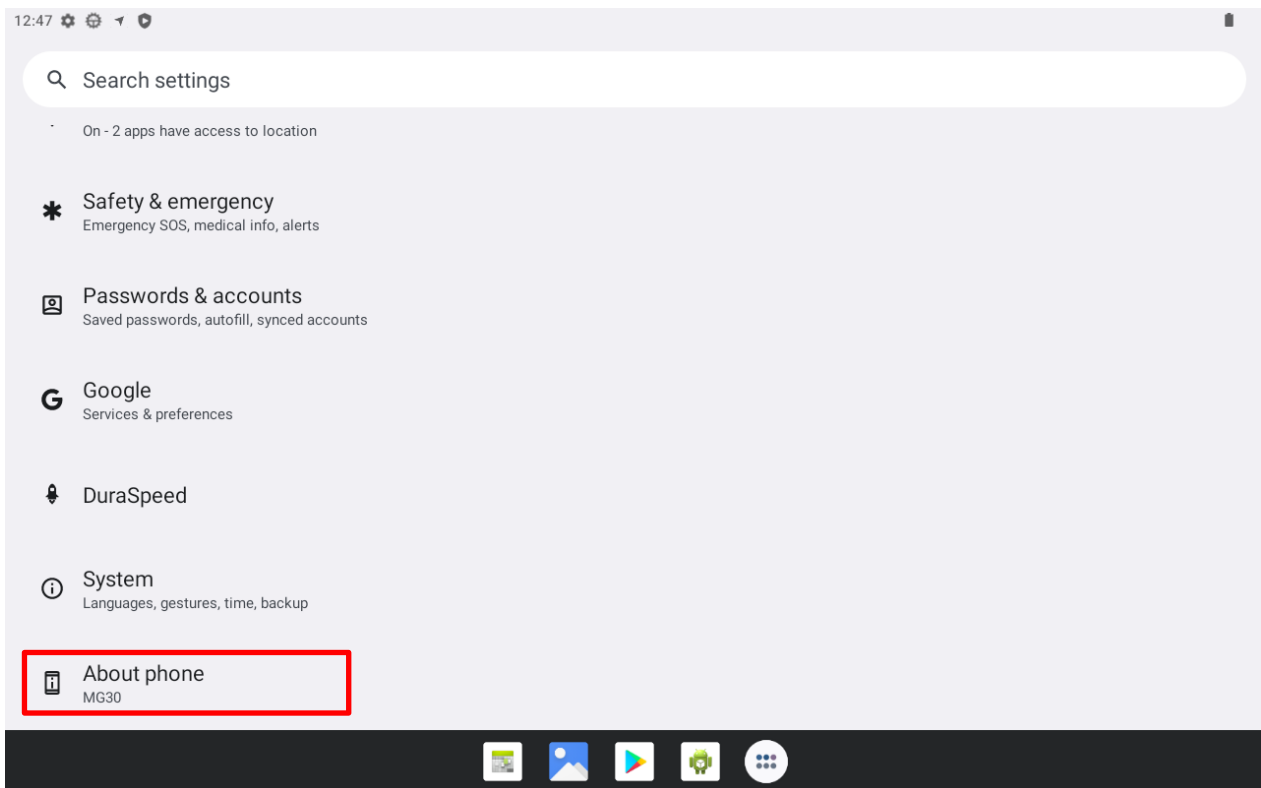 12:47
Search settings
On - 2 apps have access to location
Safety & emergency
Emergency SOS, medical info, alerts
Passwords & accounts
Saved passwords, autofill, synced accounts
Google
Services & preferences
DuraSpeed
System
Languages, gestures, time, backup
About phone
MG30